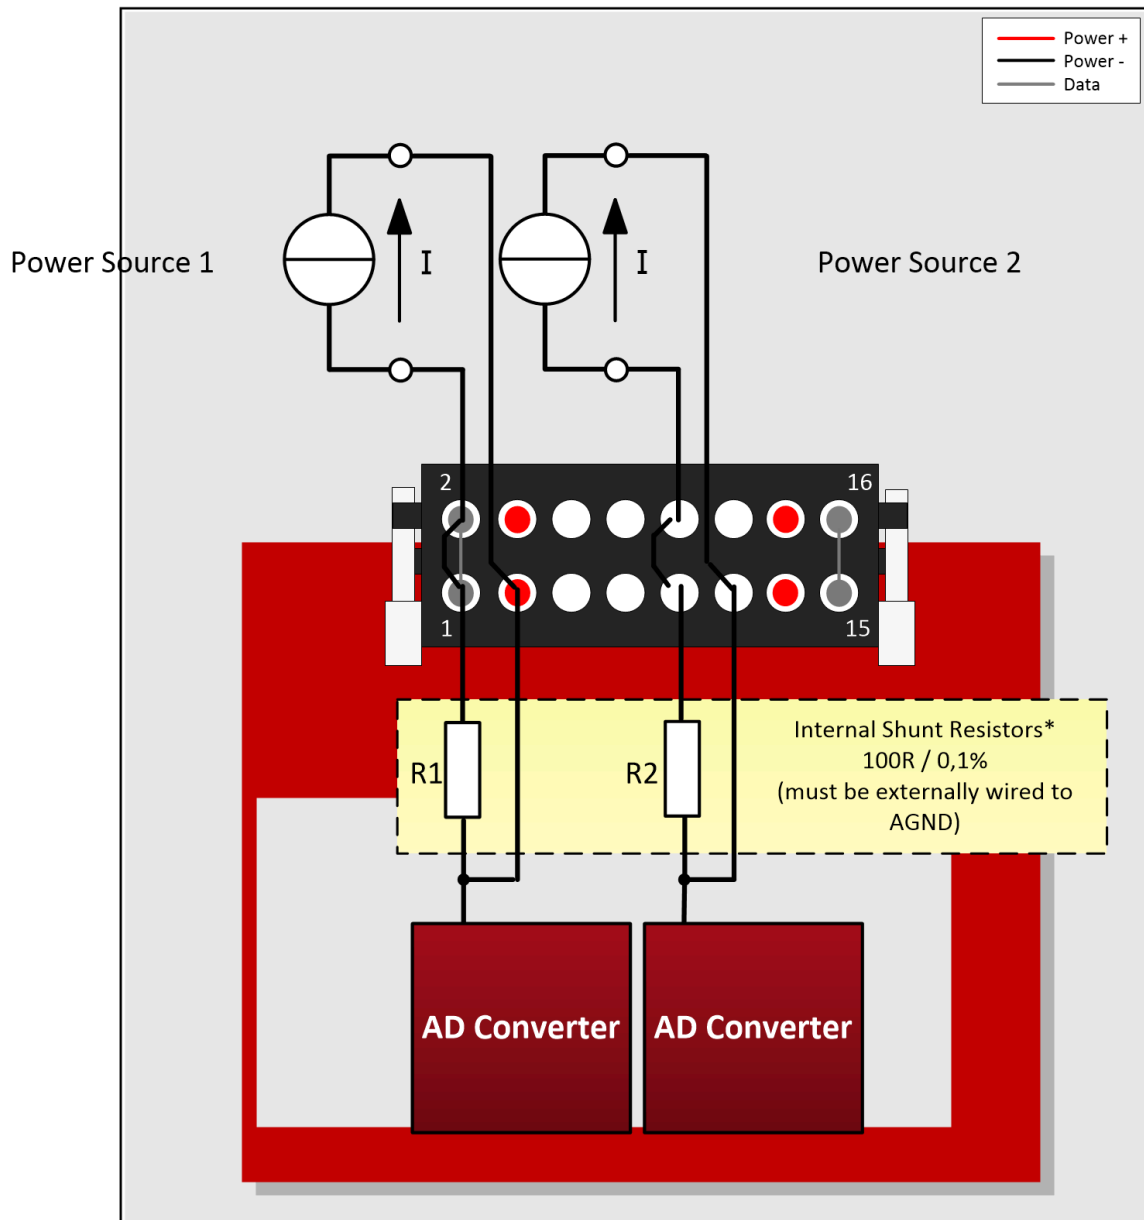 Power +
Power -
Data
Power Source 1
I
I
Power Source 2
2
16
1
15
R1
R2
Internal Shunt Resistors*
100R / 0,1%
(must be externally wired to
AGND)
AD Converter
AD Converter